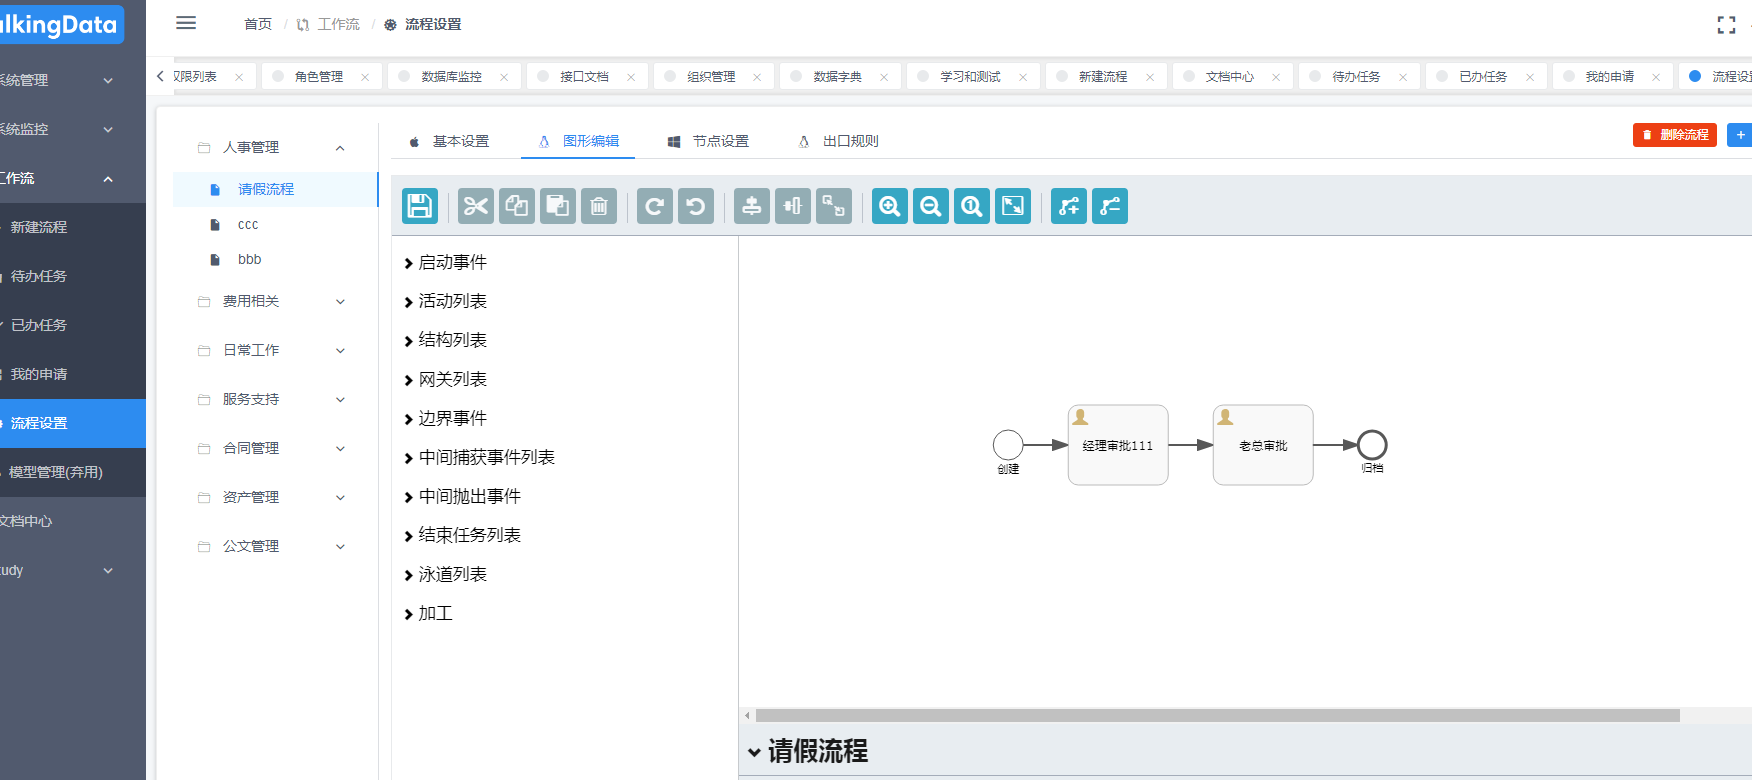 lkingData
首页 / 工作流 / 流程设置
权限列表
角色管理
数据库监控
接口文档
组织管理
数据字典
学习和测试
新建流程
文档中心
待办任务
已办任务
我的申请
流程设
系统管理
系统监控
工作流
新建流程
待办任务
已办任务
我的申请
流程设置
模型管理(弃用)
文档中心
tudy
人事管理
请假流程
ccc
bbb
费用相关
日常工作
服务支持
合同管理
资产管理
公文管理
基本设置
图形编辑
节点设置
出口规则
删除流程
+
启动事件
活动列表
结构列表
网关列表
边界事件
中间捕获事件列表
中间抛出事件
结束任务列表
泳道列表
加工
创建
经理审批111
老总审批
归档
请假流程